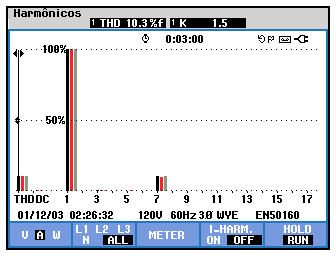 Harmônicos
1 THD 10.3%f 1 K 1.5
0:03:00
100%
50%
THDDC 1 3 5 7 9 11 13 15 17
01/12/03 02:26:32 120V 60Hz 3Ø WYE EN50160
V A W L1 L2 L3 METER I-HARM. HOLD
N ALL ON OFF RUN